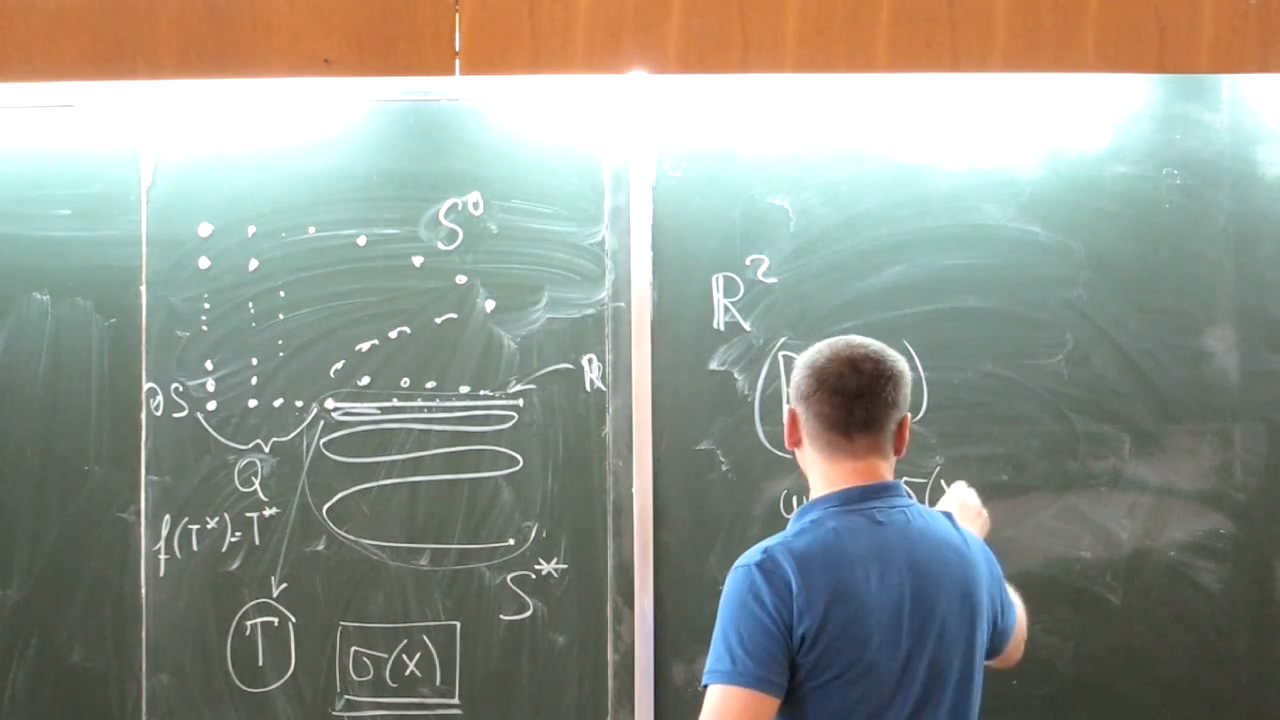 S⁰
ℝ
∂S
Q
f(T*)=T*
S*
T
σ(x)
ℝ²